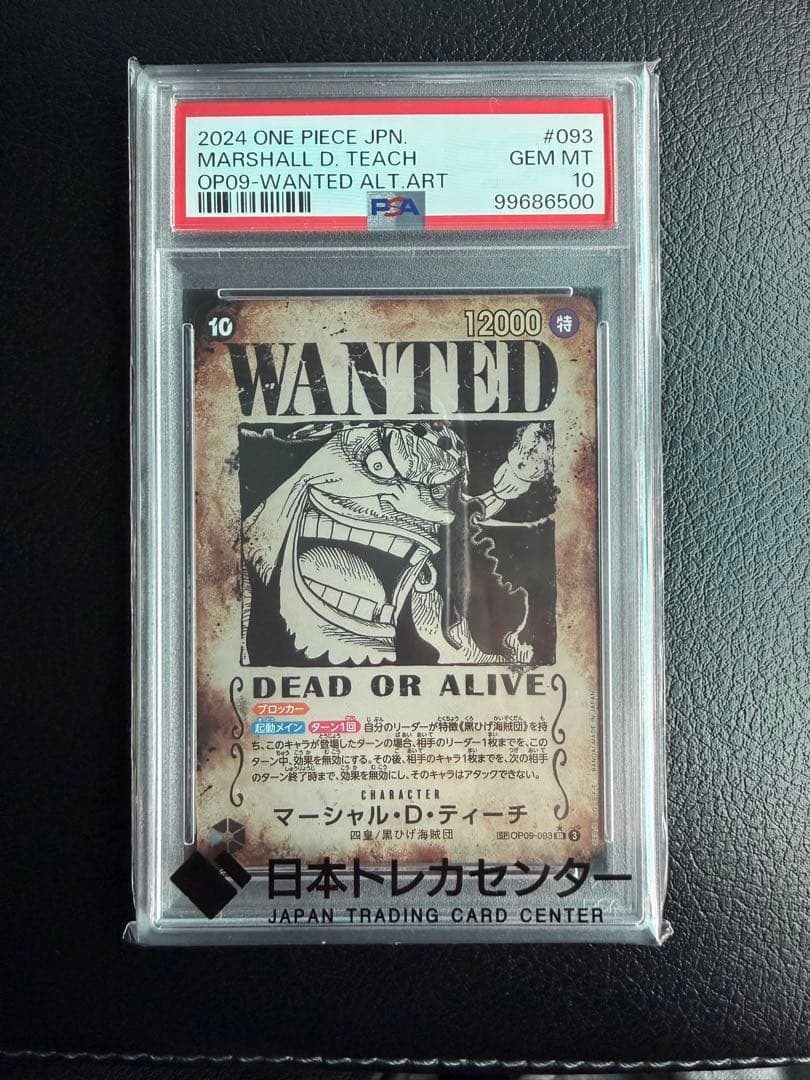 2024 ONE PIECE JPN. #093
MARSHALL D. TEACH GEM MT
OP09-WANTED ALT.ART 10
PSA 99686500
10 12000 特
WANTED
DEAD OR ALIVE
ブロッカー
起動メイン ターン1回 自分のリーダーが特徴《黒ひげ海賊団》を持
ち、このキャラが登場したターンの場合、相手のリーダー1枚までを、この
ターン中、効果を無効にする。その後、相手のキャラ1枚までを、次の相手
のターン終了時まで、効果を無効にし、そのキャラはアタックできない。
CHARACTER
マーシャル・D・ティーチ
四皇/黒ひげ海賊団
OP09-093 SR 3
BANDAI MADE IN JAPAN
日本トレカセンター
JAPAN TRADING CARD CENTER